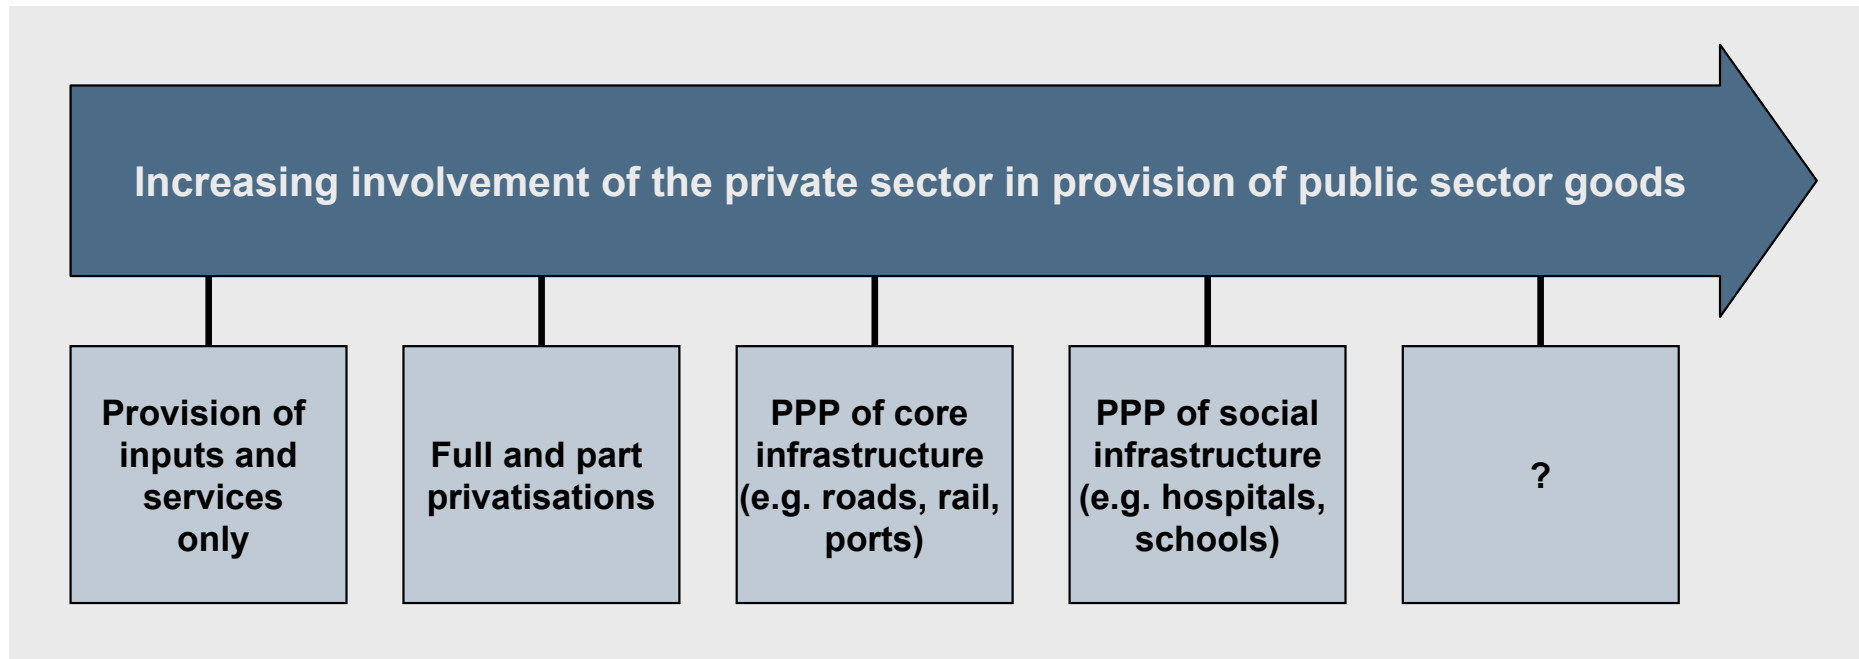 Increasing involvement of the private sector in provision of public sector goods
Provision of
inputs and
services
only
Full and part
privatisations
PPP of core
infrastructure
(e.g. roads, rail,
ports)
PPP of social
infrastructure
(e.g. hospitals,
schools)
?